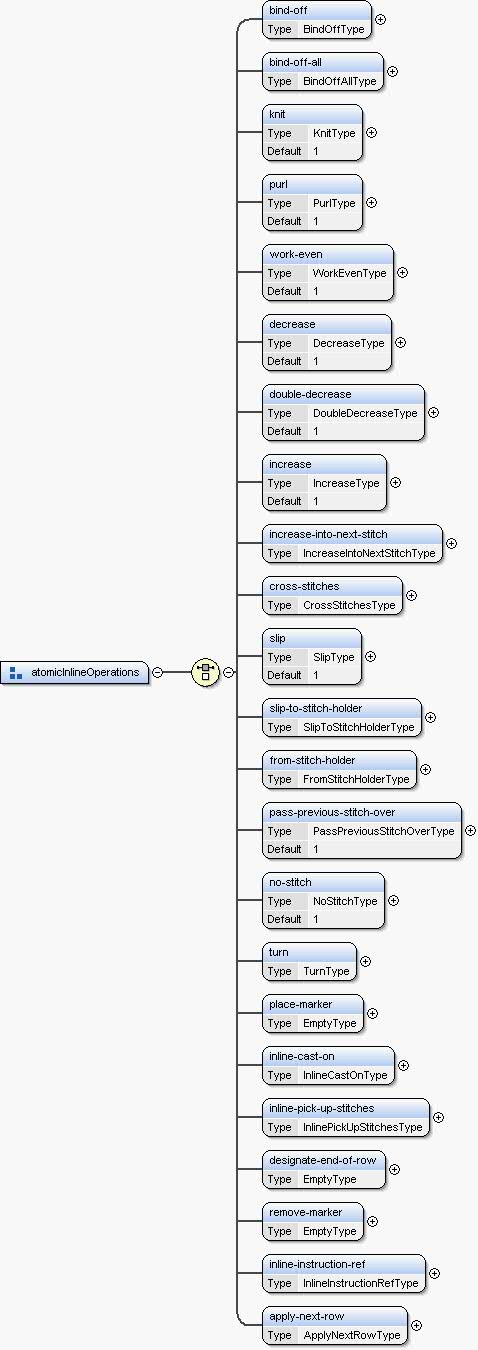 bind-off
Type BindOffType
bind-off-all
Type BindOffAllType
knit
Type KnitType
Default 1
purl
Type PurlType
Default 1
work-even
Type WorkEvenType
Default 1
decrease
Type DecreaseType
Default 1
double-decrease
Type DoubleDecreaseType
Default 1
increase
Type IncreaseType
Default 1
increase-into-next-stitch
Type IncreaseIntoNextStitchType
cross-stitches
Type CrossStitchesType
atomicInlineOperations
slip
Type SlipType
Default 1
slip-to-stitch-holder
Type SlipToStitchHolderType
from-stitch-holder
Type FromStitchHolderType
pass-previous-stitch-over
Type PassPreviousStitchOverType
Default 1
no-stitch
Type NoStitchType
Default 1
turn
Type TurnType
place-marker
Type EmptyType
inline-cast-on
Type InlineCastOnType
inline-pick-up-stitches
Type InlinePickUpStitchesType
designate-end-of-row
Type EmptyType
remove-marker
Type EmptyType
inline-instruction-ref
Type InlineInstructionRefType
apply-next-row
Type ApplyNextRowType